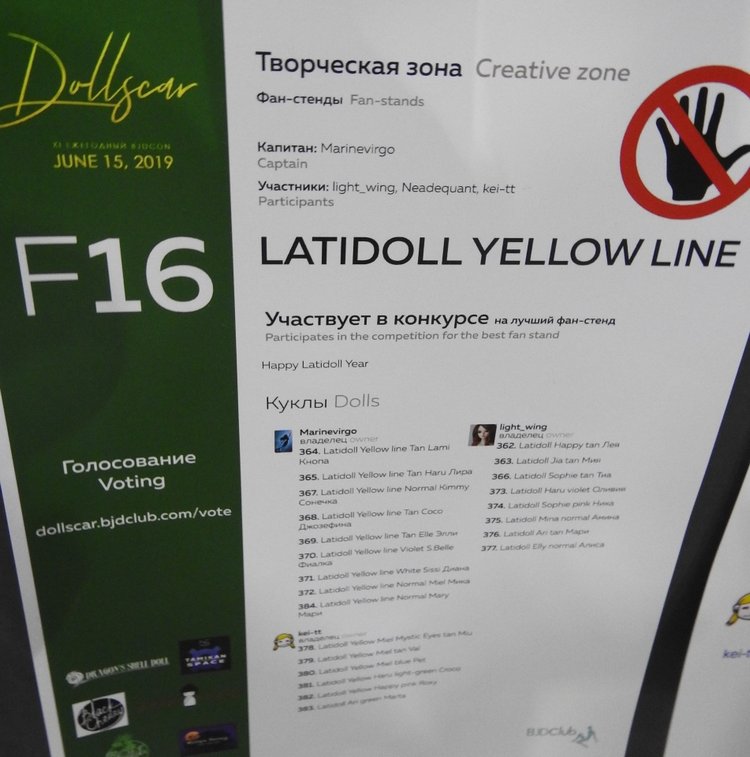 Dollscar
XI ЕЖЕГОДНЫЙ BJDCON
JUNE 15, 2019
F16
Голосование
Voting
dollscar.bjdclub.com/vote
DRAGON'S SHELL DOLL
TAMIKAN
SPACE
Black
Cherry
Творческая зона Creative zone
Фан-стенды Fan-stands
Капитан: Marinevirgo
Captain
Участники: light_wing, Neadequant, kei-tt
Participants
LATIDOLL YELLOW LINE
Участвует в конкурсе на лучший фан-стенд
Participates in the competition for the best fan stand
Happy Latidoll Year
Куклы Dolls
Marinevirgo
владелец owner
364. Latidoll Yellow line Tan Lami
Кнопа
365. Latidoll Yellow line Tan Haru Лира
367. Latidoll Yellow line Normal Kimmy
Сонечка
368. Latidoll Yellow line Tan Coco
Джозефина
369. Latidoll Yellow line Tan Elle Элли
370. Latidoll Yellow line Violet S.Belle
Фиалка
371. Latidoll Yellow line White Sissi Диана
372. Latidoll Yellow line Normal Miel Мика
384. Latidoll Yellow line Normal Mary
Мари
kei-tt
владелец owner
378. Latidoll Yellow Miel Mystic Eyes tan Miu
379. Latidoll Yellow Miel tan Val
380. Latidoll Yellow Miel blue Pet
381. Latidoll Yellow Haru light-green Croco
382. Latidoll Yellow Happy pink Roxy
383. Latidoll Ari green Marta
light_wing
владелец owner
362. Latidoll Happy tan Лея
363. Latidoll Jia tan Мия
366. Latidoll Sophie tan Тиа
373. Latidoll Haru violet Оливия
374. Latidoll Sophie pink Ника
375. Latidoll Mina normal Амина
376. Latidoll Ari tan Мари
377. Latidoll Elly normal Алиса
BJDClub